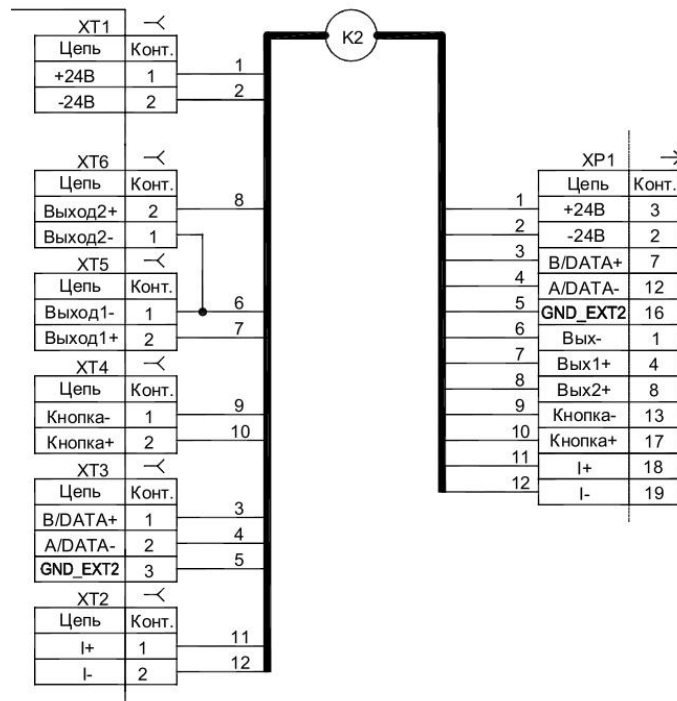 К2
XT1
Цепь Конт.
+24В 1 1
-24В 2 2
XT6
Цепь Конт.
Выход2+ 2 8
Выход2- 1
XT5
Цепь Конт.
Выход1- 1 6
Выход1+ 2 7
XT4
Цепь Конт.
Кнопка- 1 9
Кнопка+ 2 10
XT3
Цепь Конт.
B/DATA+ 1 3
A/DATA- 2 4
GND_EXT2 3 5
XT2
Цепь Конт.
I+ 1 11
I- 2 12
XP1
Цепь Конт.
1 +24В 3
2 -24В 2
3 B/DATA+ 7
4 A/DATA- 12
5 GND_EXT2 16
6 Вых- 1
7 Вых1+ 4
8 Вых2+ 8
9 Кнопка- 13
10 Кнопка+ 17
11 I+ 18
12 I- 19